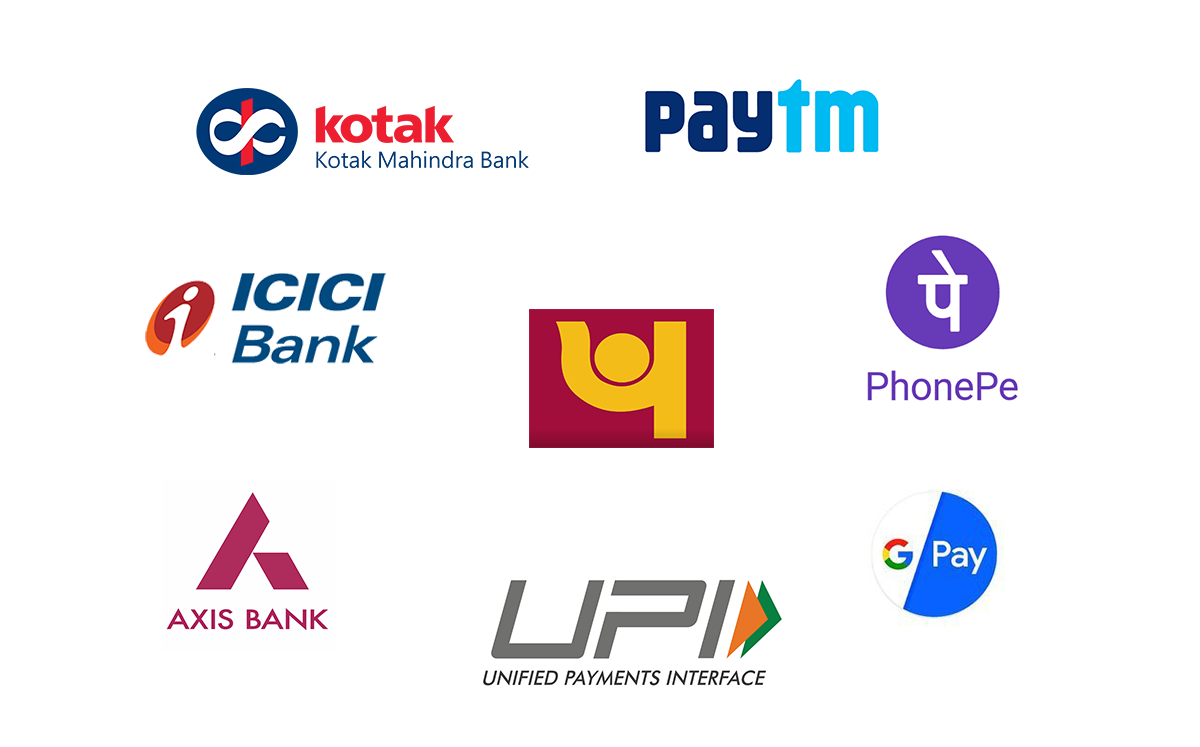 kotak
Kotak Mahindra Bank
paytm
ICICI
Bank
पे
PhonePe
AXIS BANK
G Pay
UPI
UNIFIED PAYMENTS INTERFACE